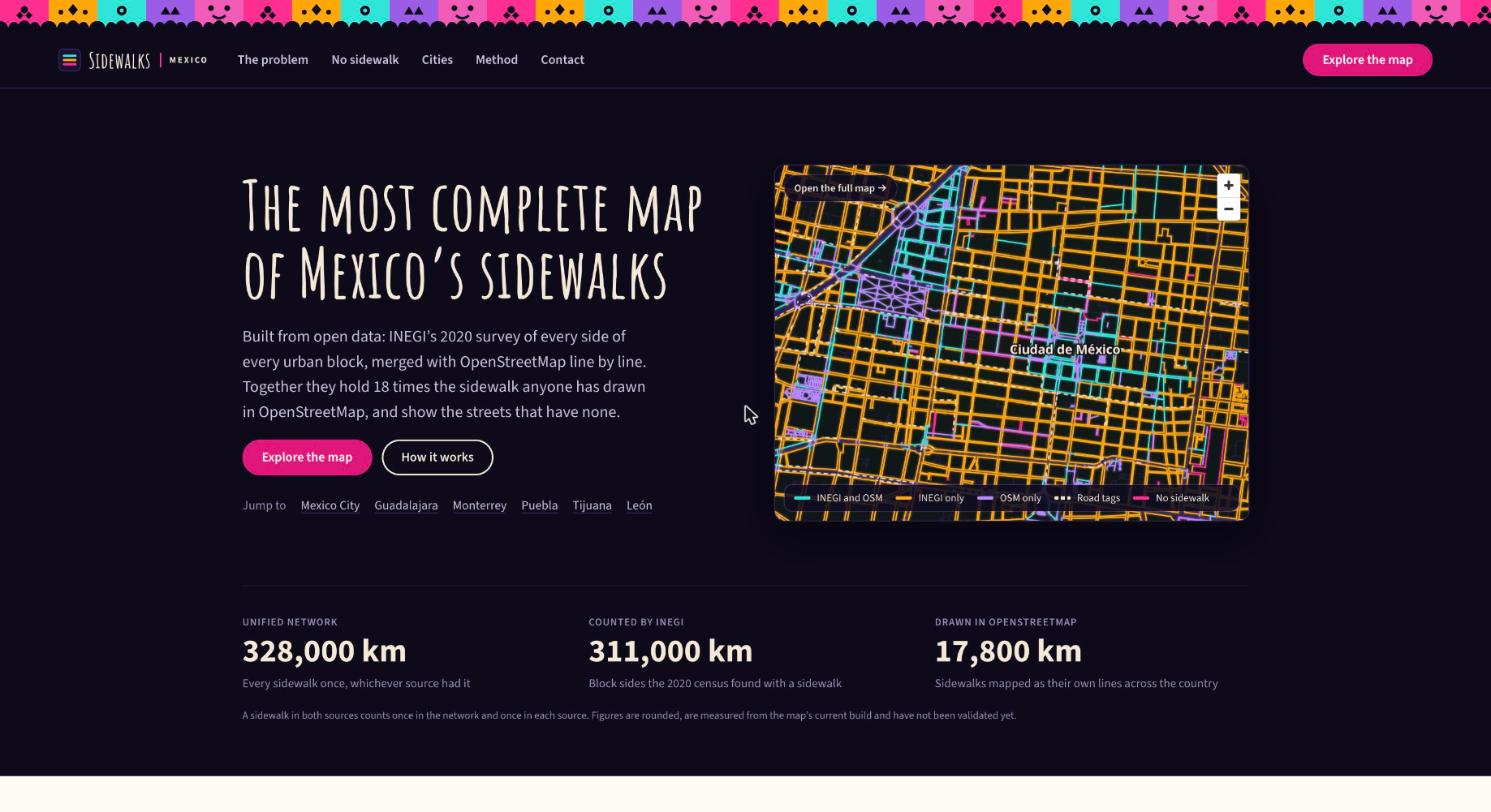 SIDEWALKS | MEXICO
The problem
No sidewalk
Cities
Method
Contact
Explore the map
THE MOST COMPLETE MAP
OF MEXICO’S SIDEWALKS
Built from open data: INEGI’s 2020 survey of every side of
every urban block, merged with OpenStreetMap line by line.
Together they hold 18 times the sidewalk anyone has drawn
in OpenStreetMap, and show the streets that have none.
Explore the map
How it works
Jump to Mexico City Guadalajara Monterrey Puebla Tijuana León
Open the full map →
+
−
Ciudad de México
INEGI and OSM
INEGI only
OSM only
Road tags
No sidewalk
UNIFIED NETWORK
328,000 km
Every sidewalk once, whichever source had it
COUNTED BY INEGI
311,000 km
Block sides the 2020 census found with a sidewalk
DRAWN IN OPENSTREETMAP
17,800 km
Sidewalks mapped as their own lines across the country
A sidewalk in both sources counts once in the network and once in each source. Figures are rounded, are measured from the map’s current build and have not been validated yet.